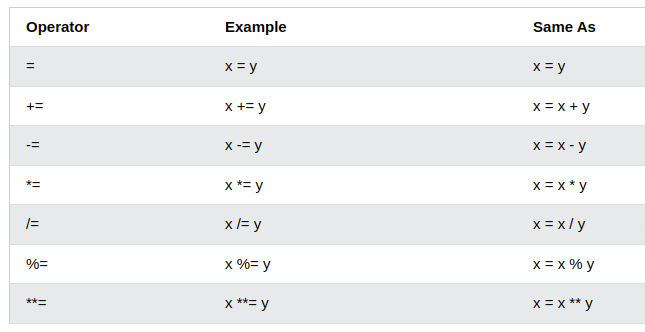 Operator Example Same As
= x = y x = y
+= x += y x = x + y
-= x -= y x = x - y
*= x *= y x = x * y
/= x /= y x = x / y
%= x %= y x = x % y
**= x **= y x = x ** y